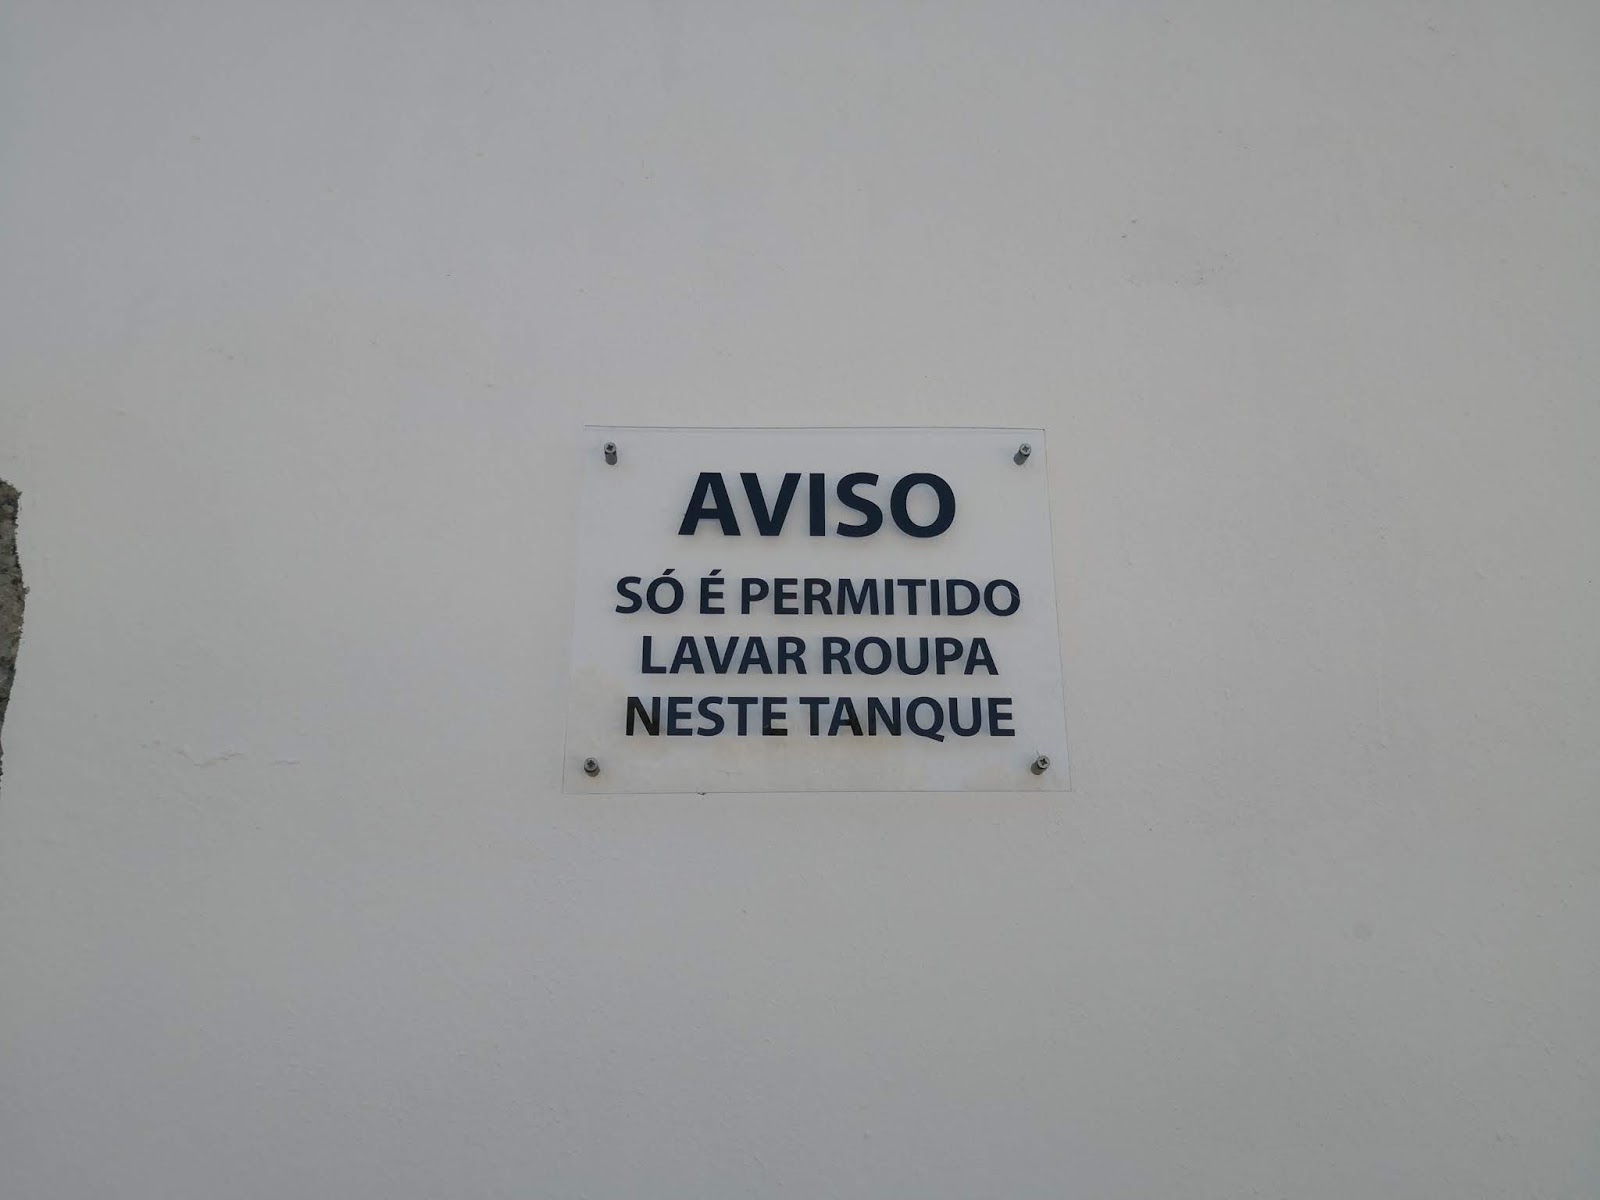 AVISO
SÓ É PERMITIDO
LAVAR ROUPA
NESTE TANQUE